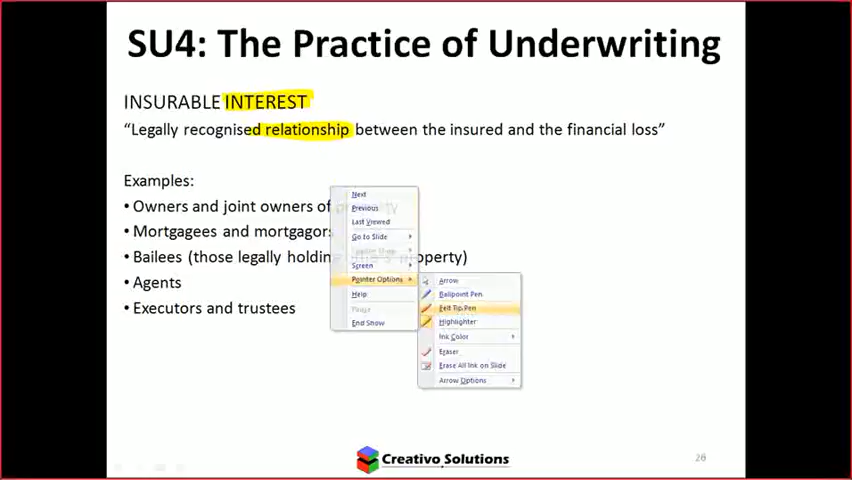 SU4: The Practice of Underwriting
INSURABLE INTEREST
“Legally recognised relationship between the insured and the financial loss”
Examples:
• Owners and joint owners of property
• Mortgagees and mortgagors
• Bailees (those legally holding property)
• Agents
• Executors and trustees
Next
Previous
Last Viewed
Go to Slide
Screen
Pointer Options
Help
Pause
End Show
Arrow
Ballpoint Pen
Felt Tip Pen
Highlighter
Ink Color
Eraser
Erase All Ink on Slide
Arrow Options
Creativo Solutions
28